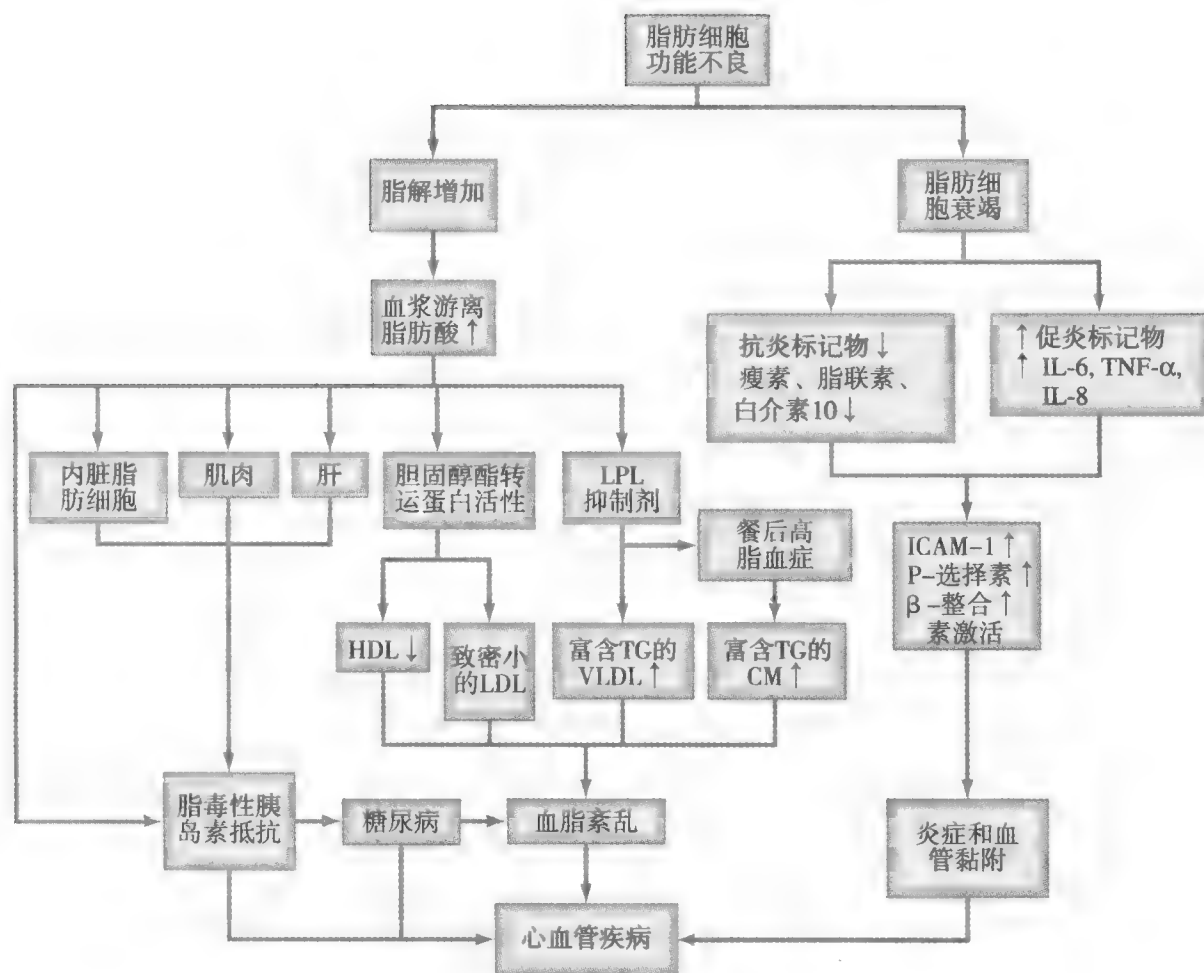 脂肪细胞
功能不良
脂解增加
脂肪细
胞衰竭
血浆游离
脂肪酸↑
抗炎标记物↓
瘦素、脂联素、
白介素10↓
↑促炎标记物
↑ IL-6, TNF-α,
IL-8
内脏脂
肪细胞
肌肉
肝
胆固醇酯转
运蛋白活性
LPL
抑制剂
餐后高
脂血症
ICAM-1↑
P-选择素↑
β-整合↑
素激活
HDL↓
致密小
的LDL
富含TG的
VLDL↑
富含TG的
CM↑
脂毒性胰
岛素抵抗
糖尿病
血脂紊乱
炎症和血
管黏附
心血管疾病